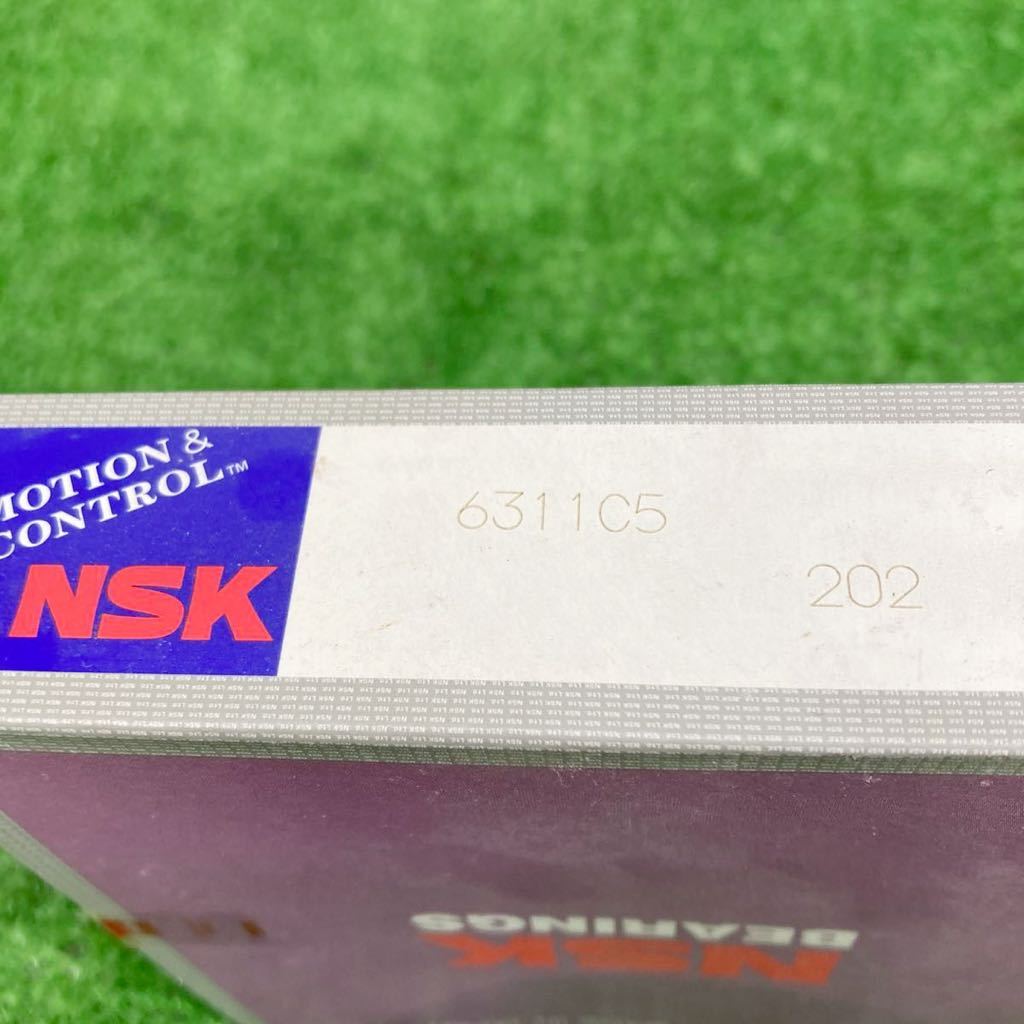 MOTION &
CONTROL™
NSK
6311C5
202
NSK
BEARINGS